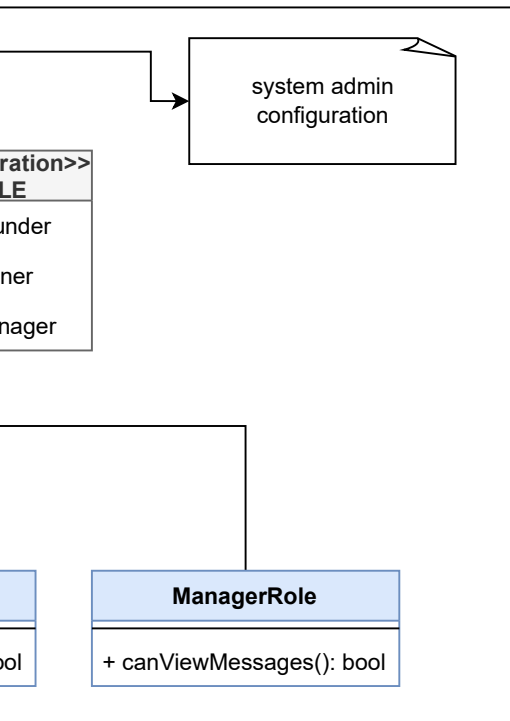 system admin
configuration
ration>>
LE
under
ner
nager
ManagerRole
ool
+ canViewMessages(): bool